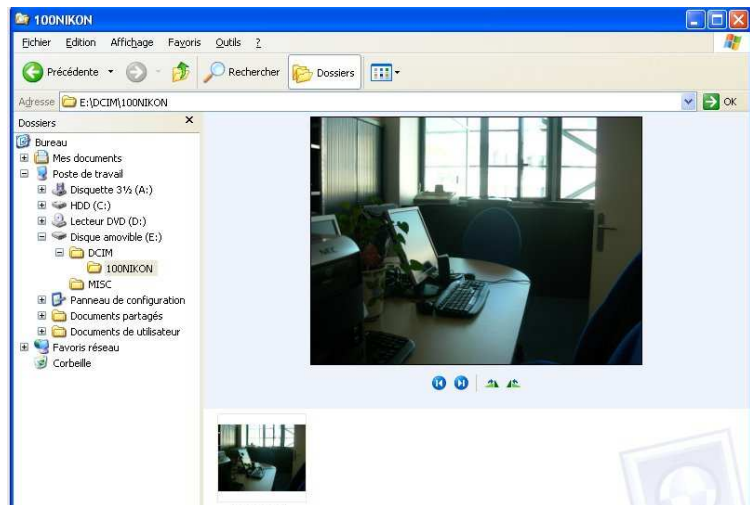 100NIKON
Fichier Edition Affichage Favoris Outils ?
Précédente Rechercher Dossiers
Adresse E:\DCIM\100NIKON OK
Dossiers x
Bureau
Mes documents
Poste de travail
Disquette 3½ (A:)
HDD (C:)
Lecteur DVD (D:)
Disque amovible (E:)
DCIM
100NIKON
MISC
Panneau de configuration
Documents partagés
Documents de utilisateur
Favoris réseau
Corbeille